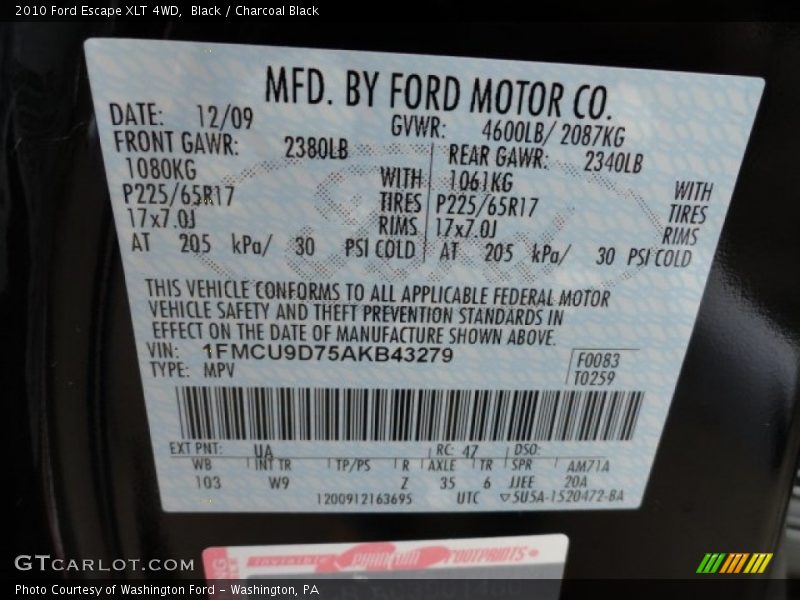 2010 Ford Escape XLT 4WD, Black / Charcoal Black
MFD. BY FORD MOTOR CO.
DATE: 12/09 GVWR: 4600LB/ 2087KG
FRONT GAWR: 2380LB REAR GAWR: 2340LB
1080KG WITH 1061KG WITH
P225/65R17 TIRES P225/65R17 TIRES
17x7.0J RIMS 17x7.0J RIMS
AT 205 kPa/ 30 PSI COLD AT 205 kPa/ 30 PSI COLD
THIS VEHICLE CONFORMS TO ALL APPLICABLE FEDERAL MOTOR
VEHICLE SAFETY AND THEFT PREVENTION STANDARDS IN
EFFECT ON THE DATE OF MANUFACTURE SHOWN ABOVE.
VIN: 1FMCU9D75AKB43279
TYPE: MPV
F0083
T0259
EXT PNT: UA RC: 47 DSO:
WB INT TR TP/PS R AXLE TR SPR AM71A
103 W9 Z 35 6 JJEE 20A
1200912163695 UTC ▽5U5A-1520472-BA
FOOTPRINTS
GTCARLOT.COM
Photo Courtesy of Washington Ford - Washington, PA